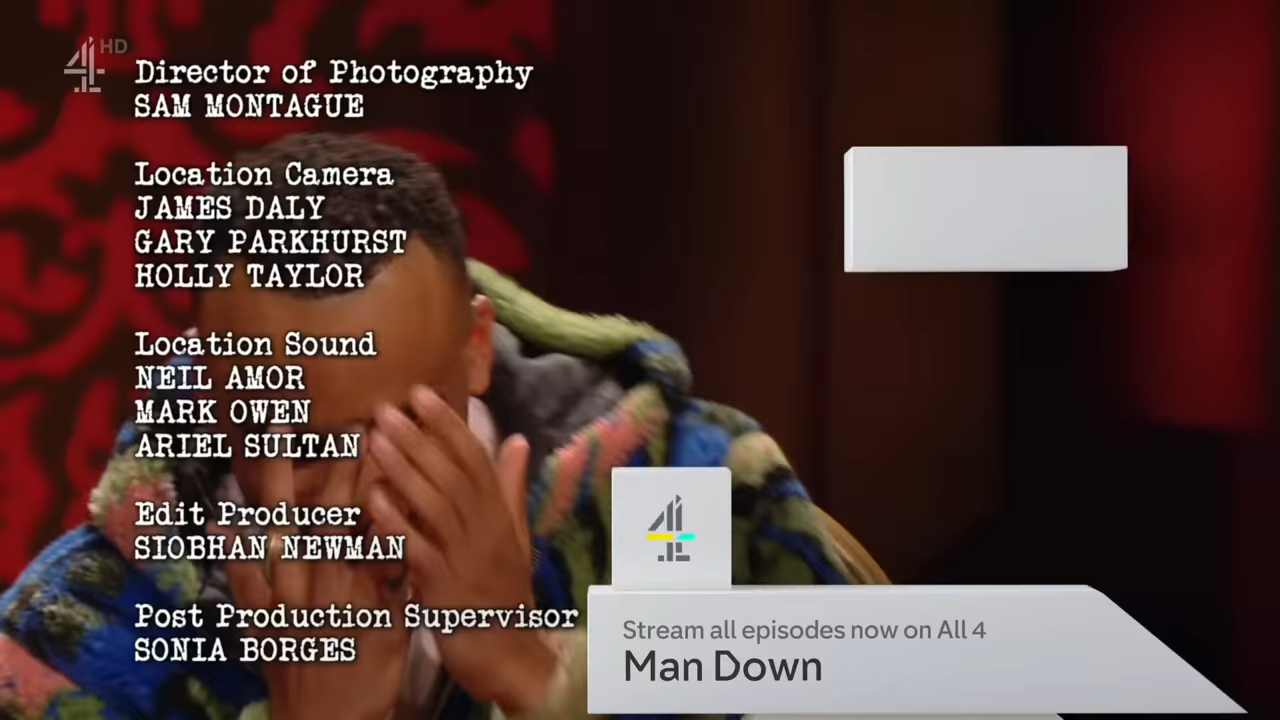 4 HD
Director of Photography
SAM MONTAGUE
Location Camera
JAMES DALY
GARY PARKHURST
HOLLY TAYLOR
Location Sound
NEIL AMOR
MARK OWEN
ARIEL SULTAN
Edit Producer
SIOBHAN NEWMAN
Post Production Supervisor
SONIA BORGES
4
Stream all episodes now on All 4
Man Down